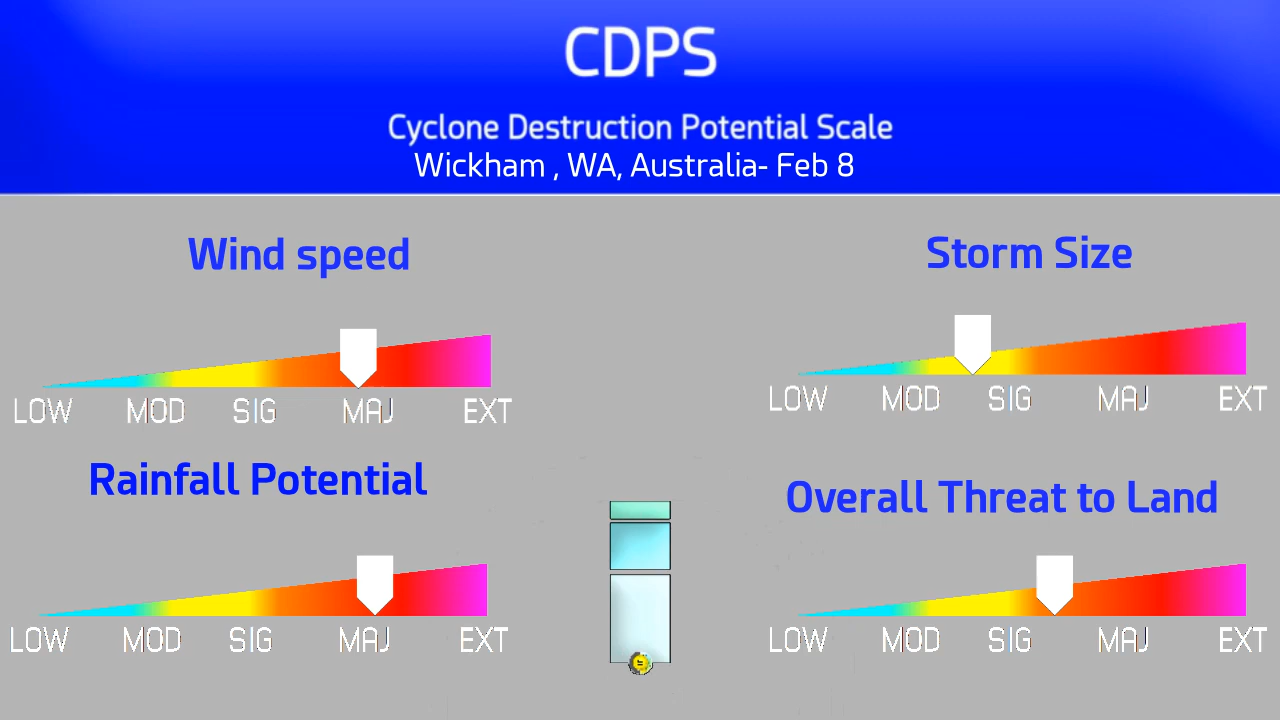 CDPS
Cyclone Destruction Potential Scale
Wickham , WA, Australia- Feb 8
Wind speed
LOW MOD SIG MAJ EXT
Storm Size
LOW MOD SIG MAJ EXT
Rainfall Potential
LOW MOD SIG MAJ EXT
Overall Threat to Land
LOW MOD SIG MAJ EXT